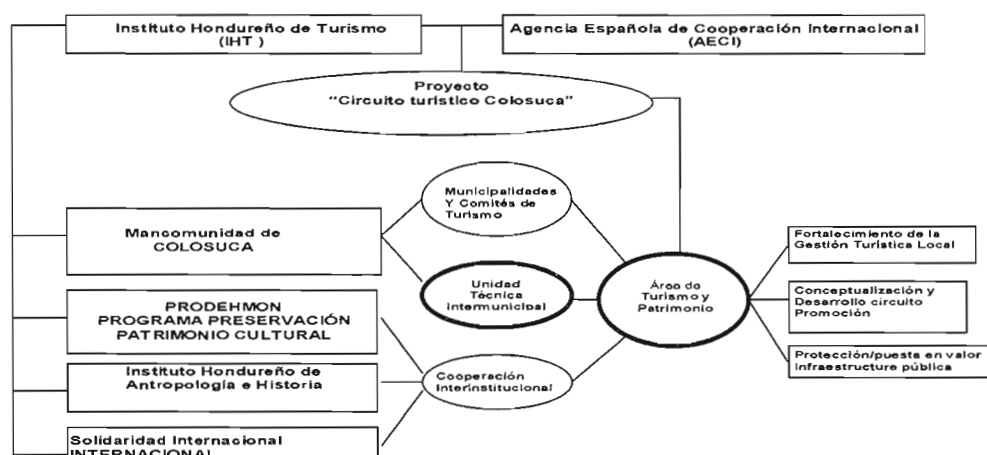 Instituto Hondureño de Turismo
(IHT )
Agencia Española de Cooperación Internacional
(AECI)
Proyecto
“Circuito turístico Colosuca”
Municipalidades
Y Comités de
Turismo
Mancomunidad de
COLOSUCA
Unidad
Técnica
Intermunicipal
Área de
Turismo y
Patrimonio
Fortalecimiento de la
Gestión Turística Local
Conceptualización y
Desarrollo circuito
Promoción
Protección/puesta en valor
Infraestructure pública
PRODEHMON
PROGRAMA PRESERVACIÓN
PATRIMONIO CULTURAL
Instituto Hondureño de
Antropología e Historia
Cooperación
Interinstitucional
Solidaridad Internacional
INTERNACIONAL